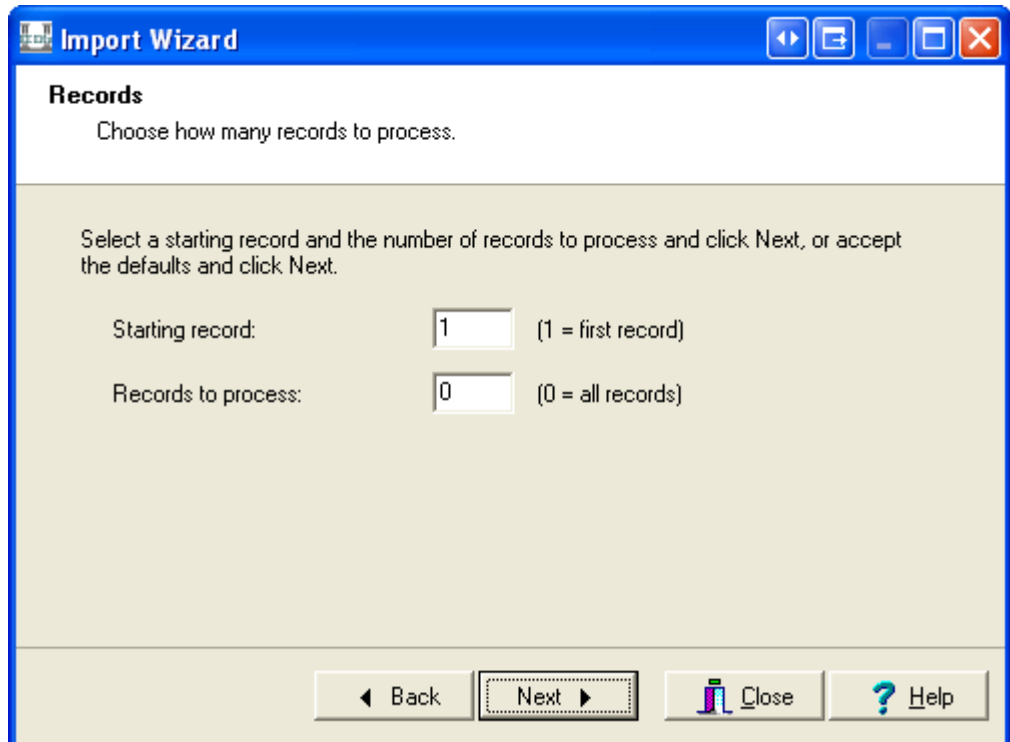 Import Wizard
Records
Choose how many records to process.
Select a starting record and the number of records to process and click Next, or accept
the defaults and click Next.
Starting record: 1 (1 = first record)
Records to process: 0 (0 = all records)
Back Next Close Help